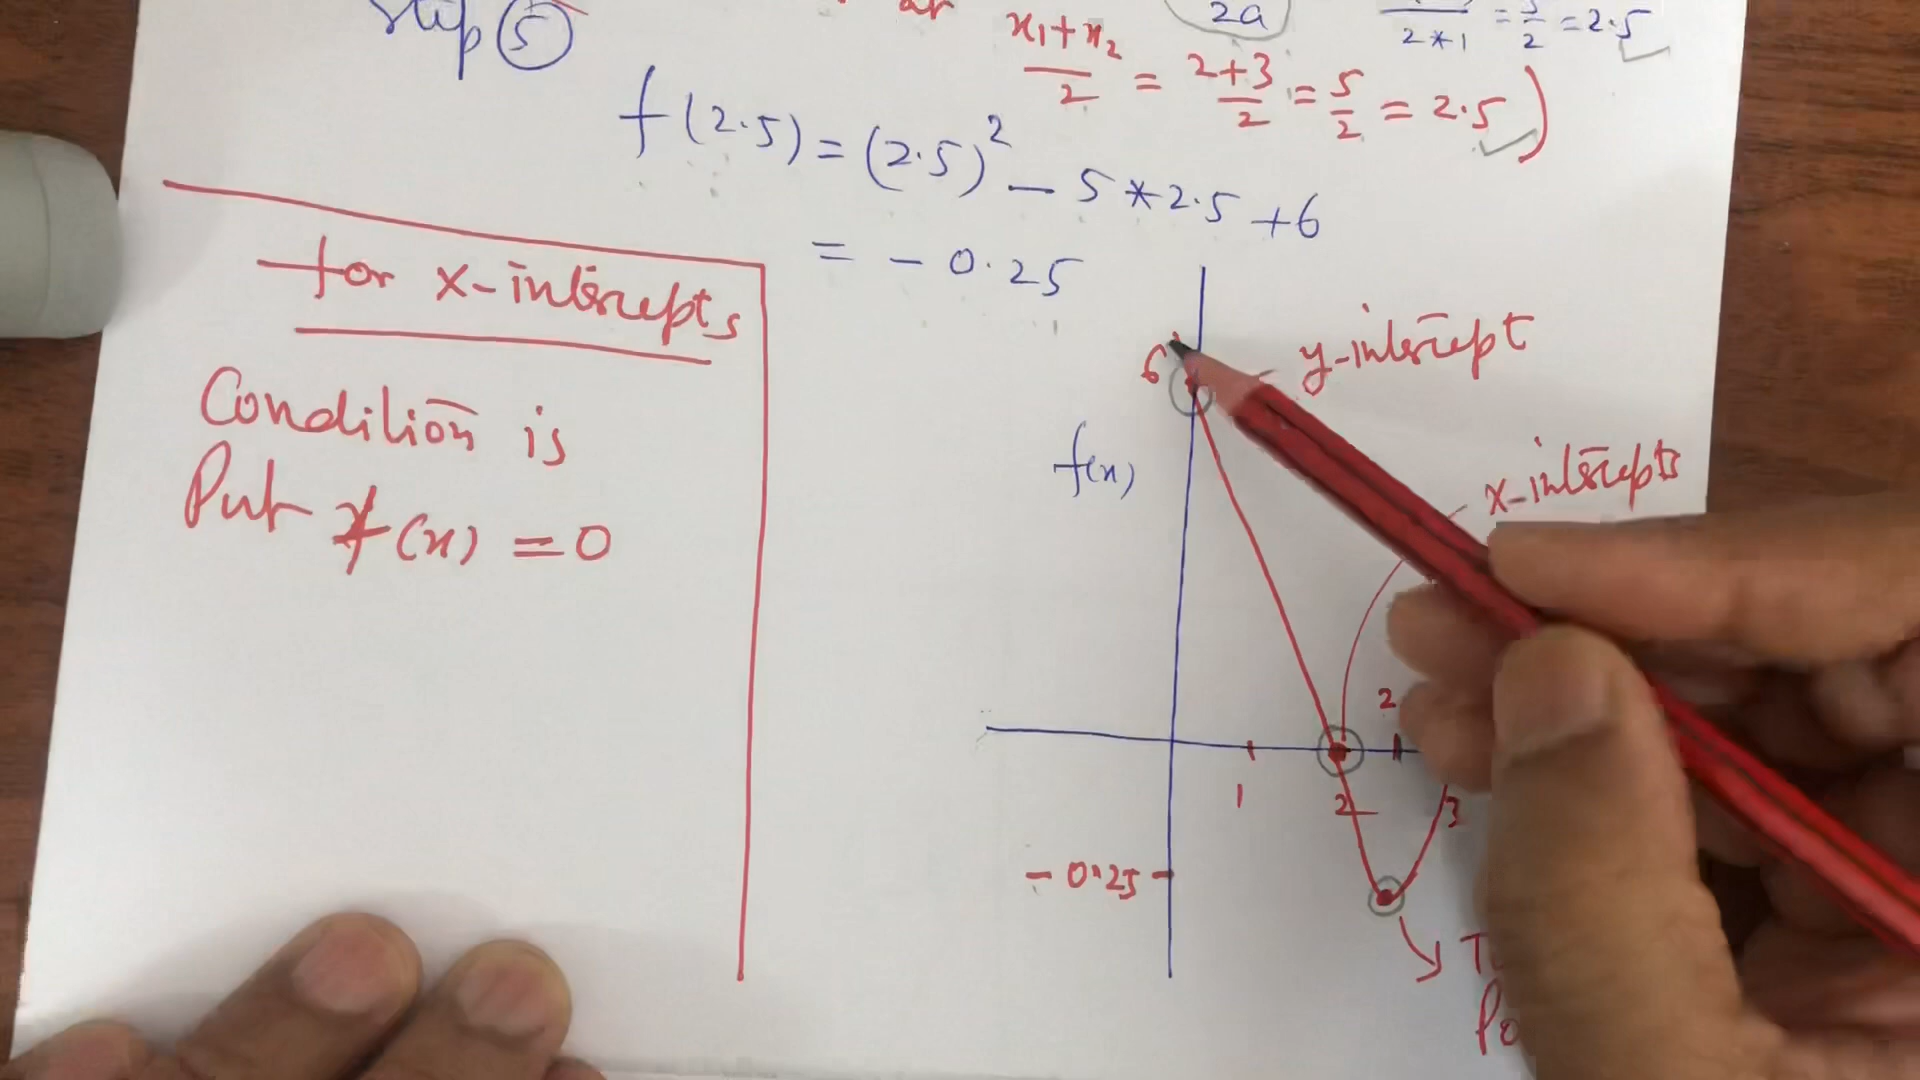 Step 5
at
x₁+x₂/2 = 2+3/2 = 5/2 = 2.5)
2a
2*1 = 5/2 = 2.5
f(2.5) = (2.5)² - 5*2.5 +6
= - 0.25
for x-intercepts
Condition is
Put f(x) = 0
6
y-intercept
f(x)
x-intercepts
2
1
2
3
- 0.25